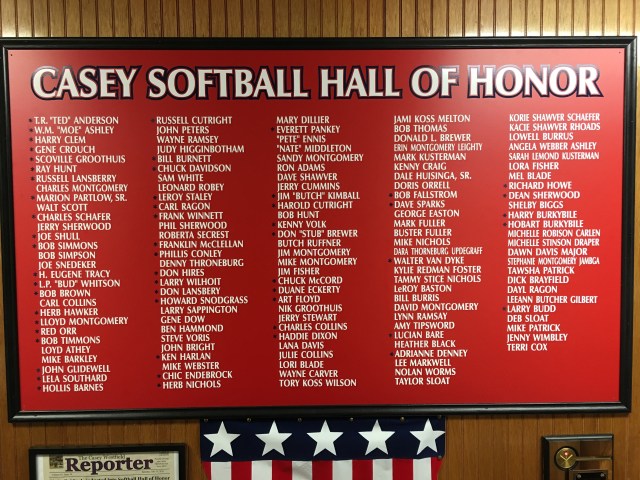 CASEY SOFTBALL HALL OF HONOR
T.R. "TED" ANDERSON
W.M. "MOE" ASHLEY
HARRY CLEM
GENE CROUCH
SCOVILLE GROOTHUIS
RAY HUNT
RUSSELL LANSBERY
CHARLES MONTGOMERY
MARION PARTLOW, SR.
WALT SCOTT
CHARLES SCHAFER
JERRY SHERWOOD
JOE SHULL
BOB SIMMONS
BOB SIMPSON
JOE SNEDEKER
H. EUGENE TRACY
L.P. "BUD" WHITSON
BOB BROWN
CARL COLLINS
HERB HAWKER
LLOYD MONTGOMERY
RED ORR
BOB TIMMONS
LOYD ATHEY
MIKE BARKLEY
JOHN GLIDEWELL
LELA SOUTHARD
HOLLIS BARNES
RUSSELL CUTRIGHT
JOHN PETERS
WAYNE RAMSEY
JUDY HIGGINBOTHAM
BILL BURNETT
CHUCK DAVIDSON
SAM WHITE
LEONARD ROBEY
LEROY STALEY
CARL RAGON
FRANK WINNETT
PHIL SHERWOOD
ROBERTA SECREST
FRANKLIN McCLELLAN
PHILLIS CONLEY
DENNY THRONEBURG
DON HIRES
LARRY WILHOIT
DON LANSBERY
HOWARD SNODGRASS
LARRY SAPPINGTON
GENE DOW
BEN HAMMOND
STEVE VORIS
JOHN BRIGHT
KEN HARLAN
MIKE WEBSTER
CHIC ENDEBROCK
HERB NICHOLS
MARY DILLIER
EVERETT PANKEY
"PETE" ENNIS
"NATE" MIDDLETON
SANDY MONTGOMERY
RON ADAMS
DAVE SHAWVER
JERRY CUMMINS
JIM "BUTCH" KIMBALL
HAROLD CUTRIGHT
BOB HUNT
KENNY VOLK
DON "STUB" BREWER
BUTCH RUFFNER
JIM MONTGOMERY
MIKE MONTGOMERY
JIM FISHER
CHUCK McCORD
DUANE ECKERTY
ART FLOYD
NIK GROOTHUIS
JERRY STEWART
CHARLES COLLINS
HADDIE DIXON
LANA DAVIS
JULIE COLLINS
LORI BLADE
WAYNE CARVER
TORY KOSS WILSON
JAMI KOSS MELTON
BOB THOMAS
DONALD L. BREWER
ERIN MONTGOMERY LEIGHTY
MARK KUSTERMAN
KENNY CRAIG
DALE HUISINGA, SR.
DORIS ORRELL
BOB FALLSTROM
DAVE SPARKS
GEORGE EASTON
MARK FULLER
BUSTER FULLER
MIKE NICHOLS
DARA THORNEBURG UPDEGRAFF
WALTER VAN DYKE
KYLIE REDMAN FOSTER
TAMMY STICE NICHOLS
LeROY BASTON
BILL BURRIS
DAVID MONTGOMERY
LYNN RAMSAY
AMY TIPSWORD
LUCIAN BARE
HEATHER BLACK
ADRIANNE DENNEY
LEE MARKWELL
NOLAN WORMS
TAYLOR SLOAT
KORIE SHAWVER SCHAEFER
KACIE SHAWVER RHOADS
LOWELL BURRUS
ANGELA WEBBER ASHLEY
SARAH LEMOND KUSTERMAN
LORA FISHER
MEL BLADE
RICHARD HOWE
DEAN SHERWOOD
SHELBY BIGGS
HARRY BURKYBILE
HOBART BURKYBILE
MICHELLE ROBISON CARLEN
MICHELLE STINSON DRAPER
DAWN DAVIS MAJOR
STEPHANIE MONTGOMERY JAMBGA
TAWSHA PATRICK
DICK BRAYFIELD
DAYL RAGON
LEEANN BUTCHER GILBERT
LARRY BUDD
DEB SLOAT
MIKE PATRICK
JENNY WIMBLEY
TERRI COX
The Casey Westfield
Reporter